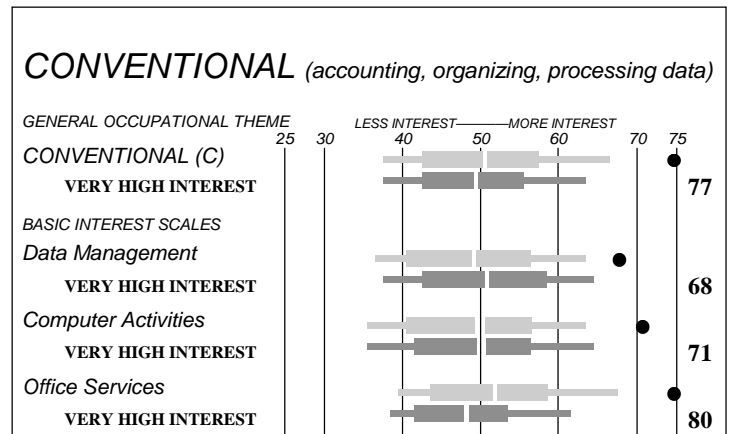 CONVENTIONAL (accounting, organizing, processing data)
GENERAL OCCUPATIONAL THEME
LESS INTEREST———MORE INTEREST
25 30 40 50 60 70 75
CONVENTIONAL (C)
VERY HIGH INTEREST 77
BASIC INTEREST SCALES
Data Management
VERY HIGH INTEREST 68
Computer Activities
VERY HIGH INTEREST 71
Office Services
VERY HIGH INTEREST 80